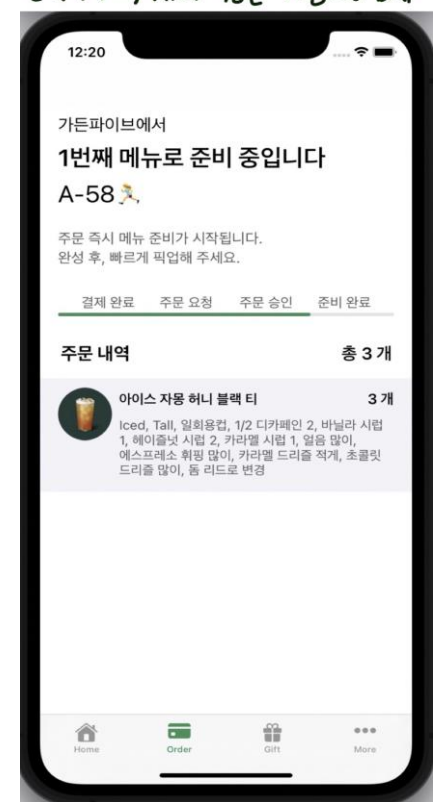 12:20
가든파이브에서
1번째 메뉴로 준비 중입니다
A-58
주문 즉시 메뉴 준비가 시작됩니다.
완성 후, 빠르게 픽업해 주세요.
결제 완료 주문 요청 주문 승인 준비 완료
주문 내역 총 3 개
아이스 자몽 허니 블랙 티 3 개
Iced, Tall, 일회용컵, 1/2 디카페인 2, 바닐라 시럽
1, 헤이즐넛 시럽 2, 카라멜 시럽 1, 얼음 많이,
에스프레소 휘핑 많이, 카라멜 드리즐 적게, 초콜릿
드리즐 많이, 돔 리드로 변경
Home Order Gift More